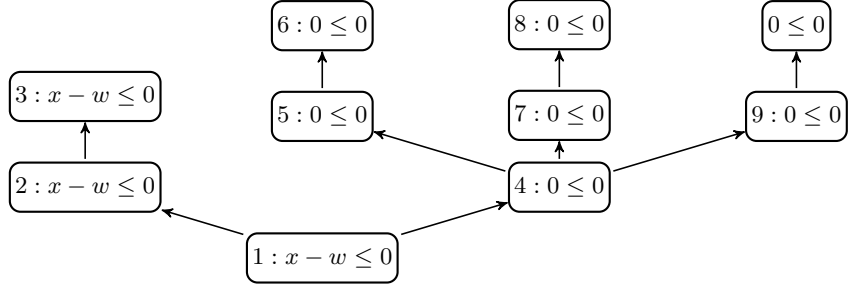 6 : 0 ≤ 0
8 : 0 ≤ 0
0 ≤ 0
3 : x − w ≤ 0
5 : 0 ≤ 0
7 : 0 ≤ 0
9 : 0 ≤ 0
2 : x − w ≤ 0
4 : 0 ≤ 0
1 : x − w ≤ 0